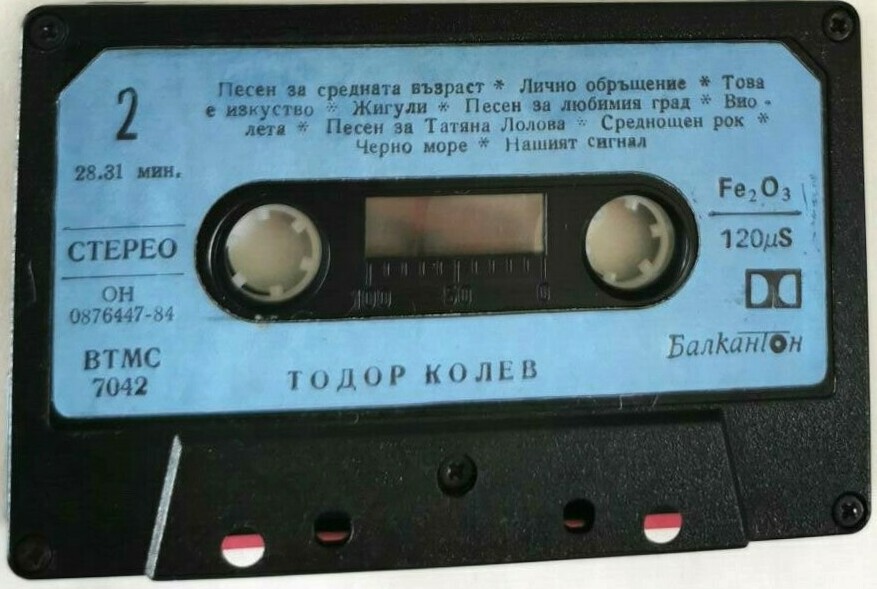 2
Песен за средната възраст * Лично обръщение * Това
е изкуство * Жигули * Песен за любимия град * Вио-
лета * Песен за Татяна Лолова * Среднощен рок *
Черно море * Нашият сигнал
28.31 мин.
СТЕРЕО
ОН
0876447-84
ВТМС
7042
Fe₂O₃
120µS
100 50 0
Балкантон
ТОДОР КОЛЕВ